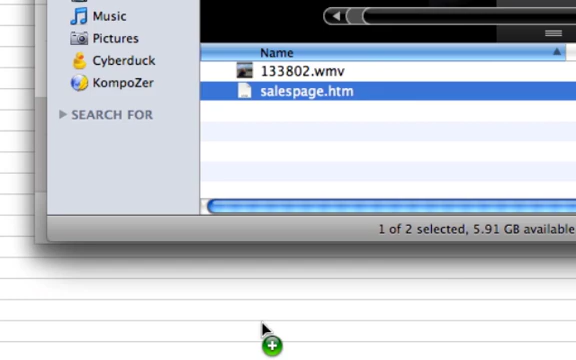 Music
Pictures
Cyberduck
KompoZer
SEARCH FOR
Name
133802.wmv
salespage.htm
1 of 2 selected, 5.91 GB available